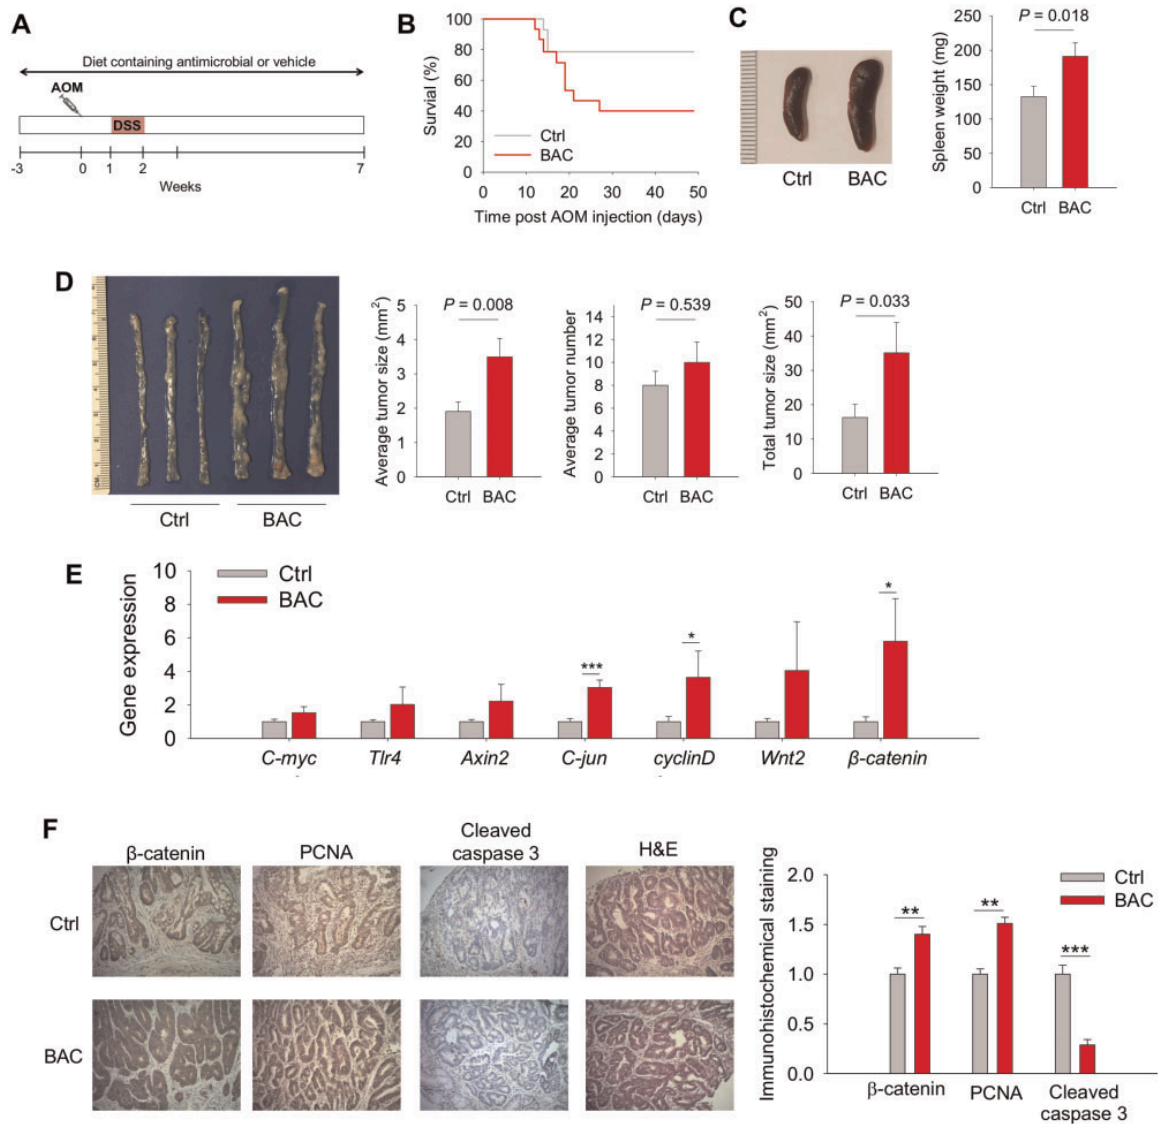 A
Diet containing antimicrobial or vehicle
AOM
DSS
-3 0 1 2 7
Weeks
B
Survial (%)
100
80
60
40
20
0
Ctrl
BAC
0 10 20 30 40 50
Time post AOM injection (days)
C
Ctrl BAC
P = 0.018
Spleen weight (mg)
250
200
150
100
50
0
Ctrl BAC
D
Ctrl BAC
P = 0.008
Average tumor size (mm²)
5
4
3
2
1
0
Ctrl BAC
P = 0.539
Average tumor number
14
12
10
8
6
4
2
0
Ctrl BAC
P = 0.033
Total tumor size (mm²)
50
40
30
20
10
0
Ctrl BAC
E
Gene expression
10
8
6
4
2
0
Ctrl
BAC
***
*
*
C-myc Tlr4 Axin2 C-jun cyclinD Wnt2 β-catenin
F
β-catenin PCNA Cleaved caspase 3 H&E
Ctrl
BAC
Immunohistochemical staining
2.0
1.5
1.0
0.5
0.0
Ctrl
BAC
** ** ***
β-catenin PCNA Cleaved
caspase 3